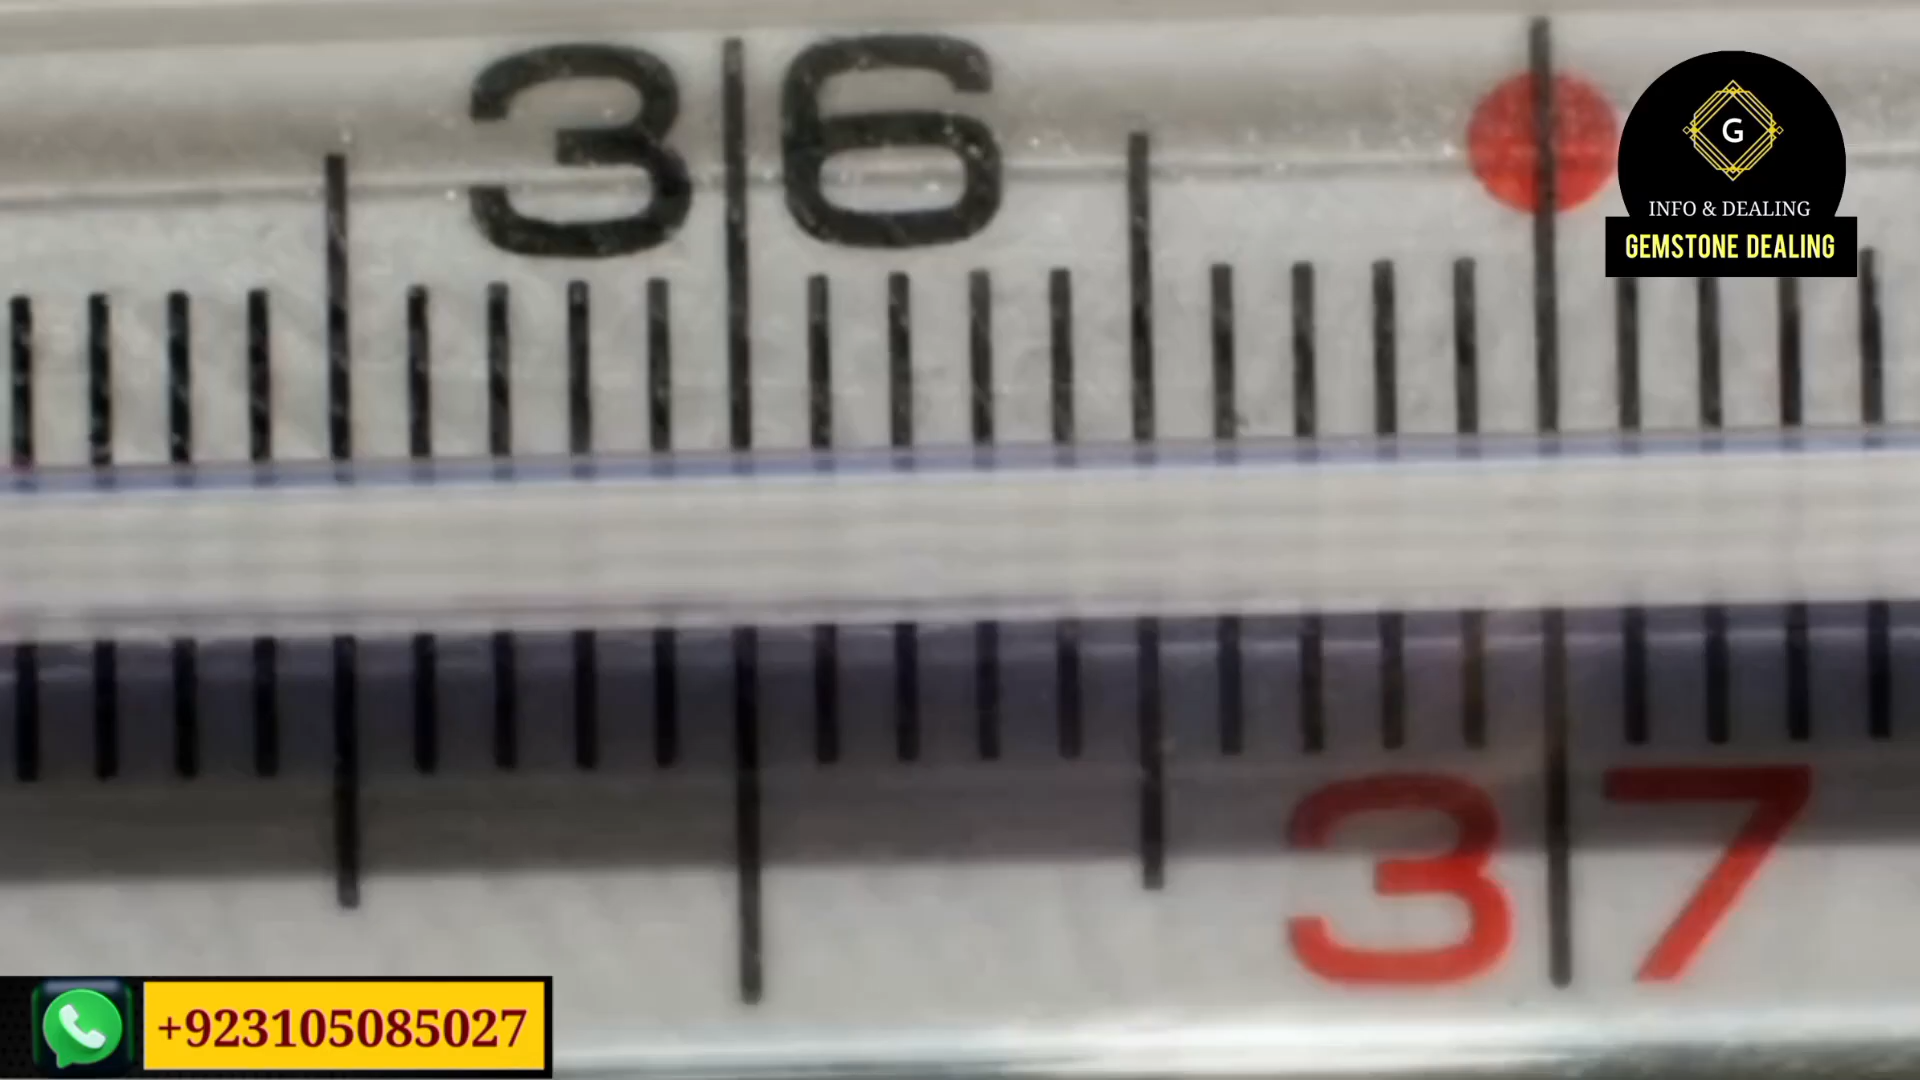 36
G
INFO & DEALING
GEMSTONE DEALING
37
+923105085027